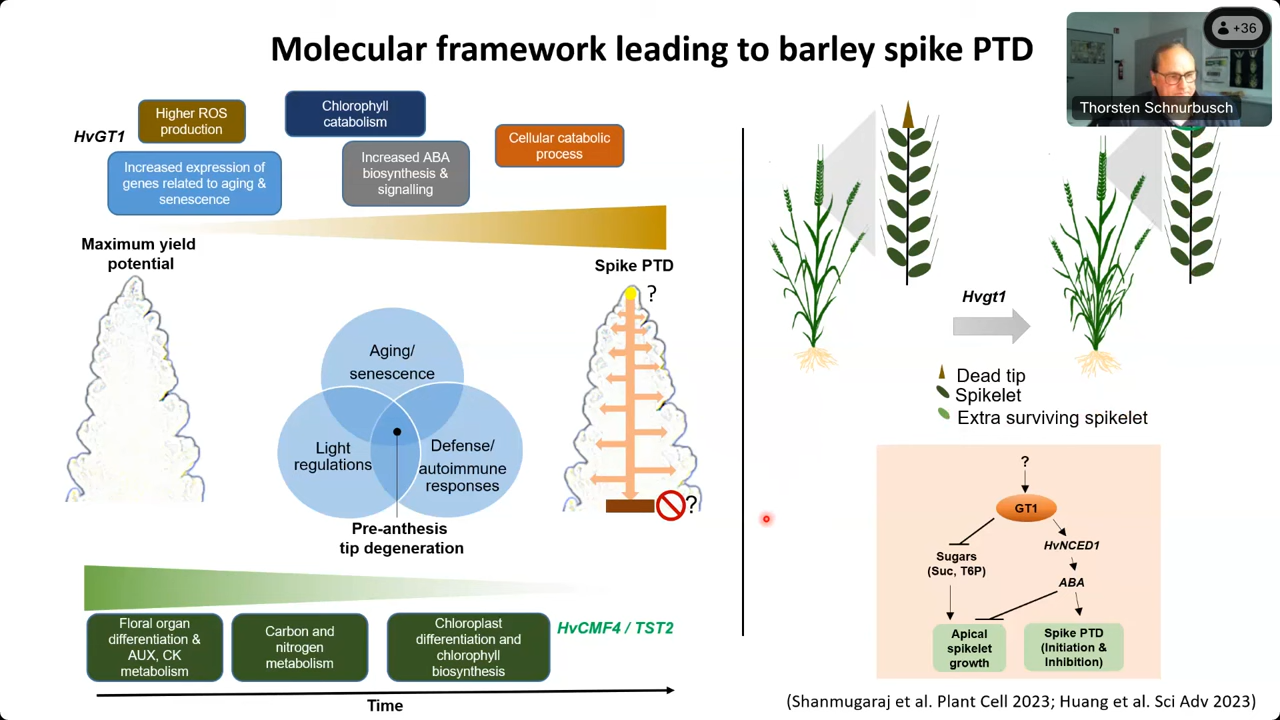 Molecular framework leading to barley spike PTD
+36
Thorsten Schnurbusch
HvGT1
Higher ROS
production
Chlorophyll
catabolism
Cellular catabolic
process
Increased expression of
genes related to aging &
senescence
Increased ABA
biosynthesis &
signalling
Maximum yield
potential
Spike PTD
?
Aging/
senescence
Light
regulations
Defense/
autoimmune
responses
?
Pre-anthesis
tip degeneration
Floral organ
differentiation &
AUX, CK
metabolism
Carbon and
nitrogen
metabolism
Chloroplast
differentiation and
chlorophyll
biosynthesis
HvCMF4 / TST2
Time
Hvgt1
Dead tip
Spikelet
Extra surviving spikelet
?
GT1
Sugars
(Suc, T6P)
HvNCED1
ABA
Apical
spikelet
growth
Spike PTD
(Initiation &
Inhibition)
(Shanmugaraj et al. Plant Cell 2023; Huang et al. Sci Adv 2023)